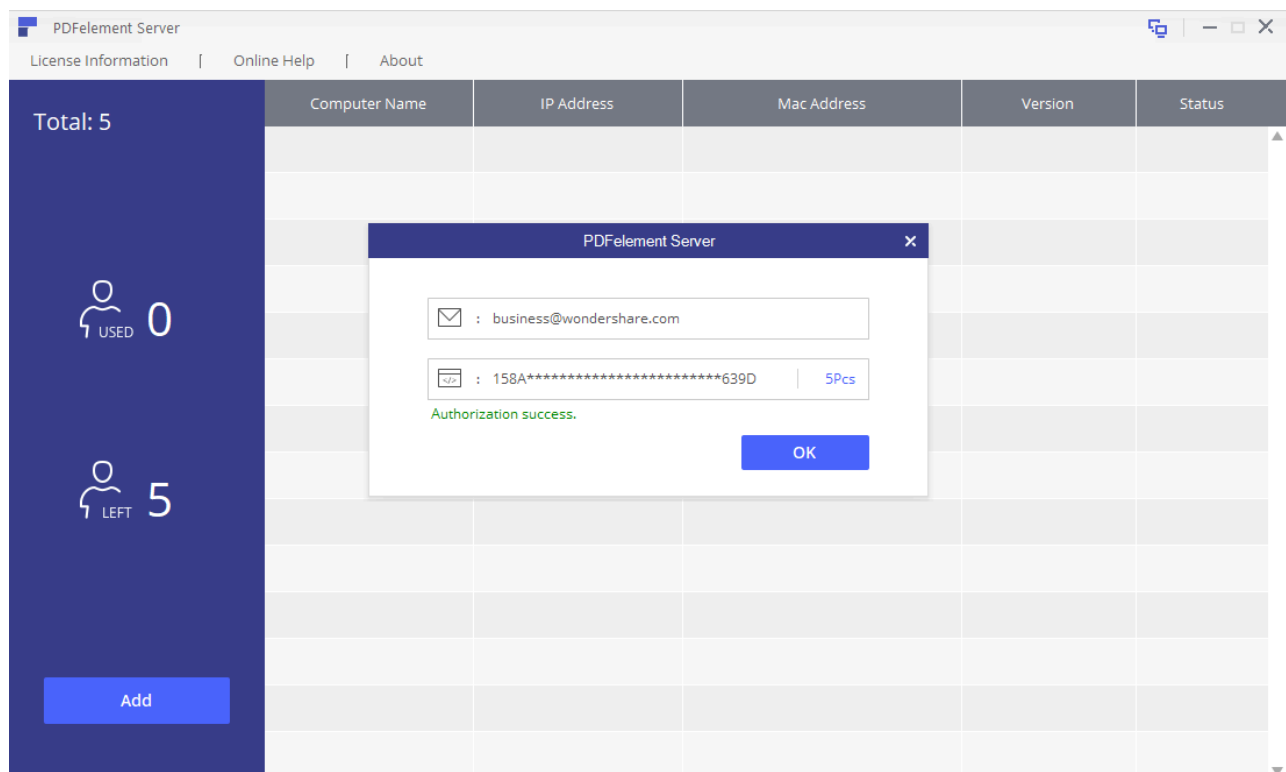 PDFelement Server
License Information | Online Help | About
Total: 5
Computer Name IP Address Mac Address Version Status
PDFelement Server
: business@wondershare.com
: 158A************************639D 5Pcs
Authorization success.
OK
USED 0
LEFT 5
Add